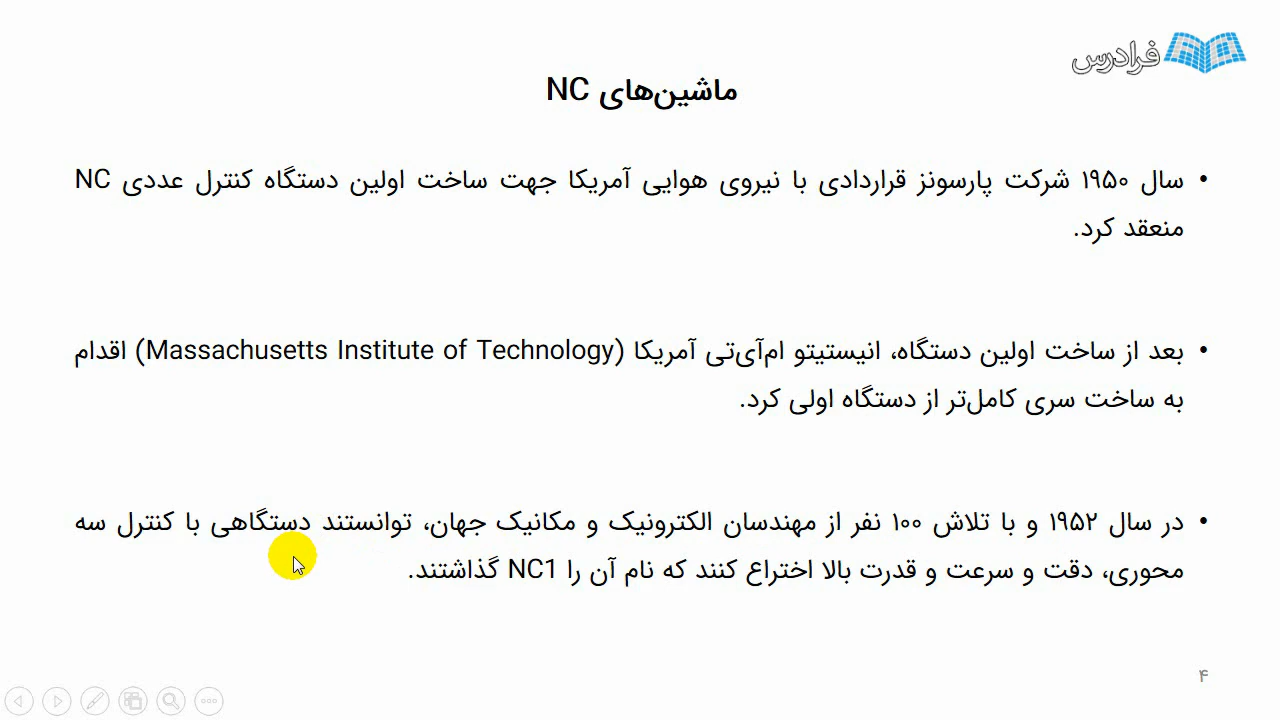 فرادرس
ماشین‌های NC
• سال ۱۹۵۰ شرکت پارسونز قراردادی با نیروی هوایی آمریکا جهت ساخت اولین دستگاه کنترل عددی NC
منعقد کرد.
• بعد از ساخت اولین دستگاه، انیستیتو ام‌آی‌تی آمریکا (Massachusetts Institute of Technology) اقدام
به ساخت سری کامل‌تر از دستگاه اولی کرد.
• در سال ۱۹۵۲ و با تلاش ۱۰۰ نفر از مهندسان الکترونیک و مکانیک جهان، توانستند دستگاهی با کنترل سه
محوری، دقت و سرعت و قدرت بالا اختراع کنند که نام آن را NC1 گذاشتند.
۴